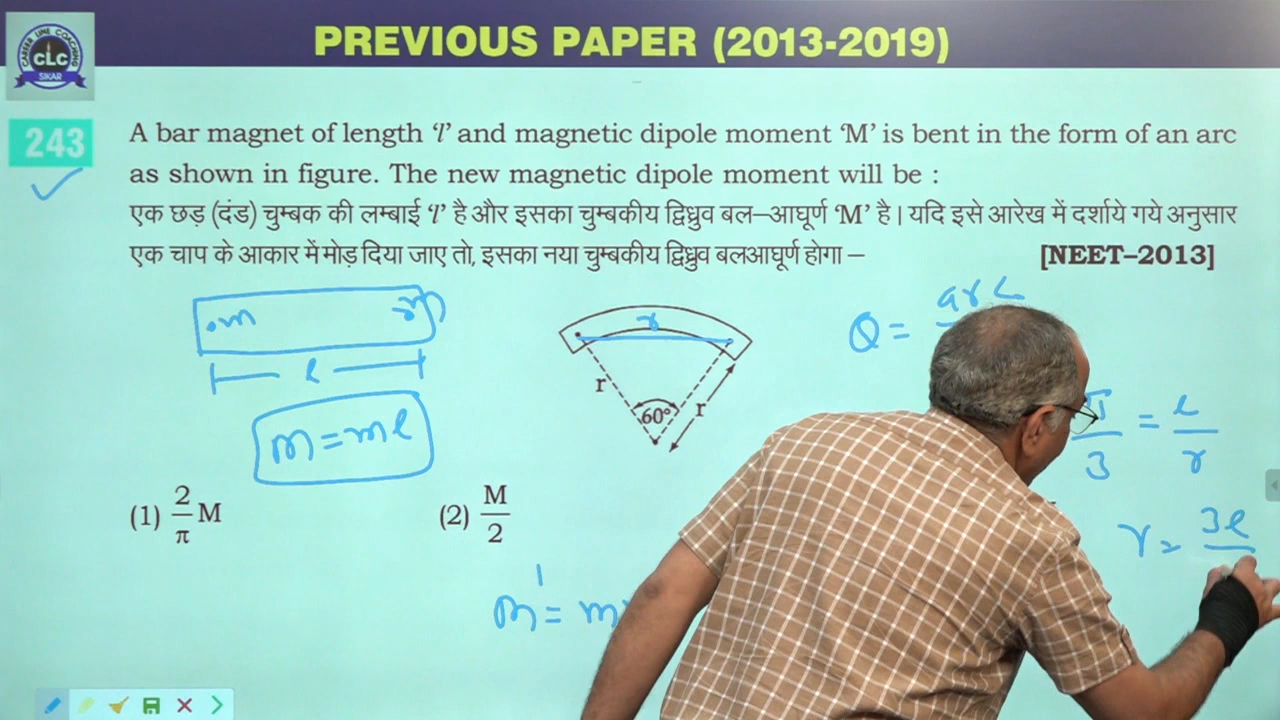 PREVIOUS PAPER (2013-2019)
CAREER LINE COACHING
CLC
SIKAR
243
A bar magnet of length 'l' and magnetic dipole moment 'M' is bent in the form of an arc
as shown in figure. The new magnetic dipole moment will be :
एक छड़ (दंड) चुम्बक की लम्बाई 'l' है और इसका चुम्बकीय द्विध्रुव बल–आघूर्ण 'M' है। यदि इसे आरेख में दर्शाये गये अनुसार
एक चाप के आकार में मोड़ दिया जाए तो, इसका नया चुम्बकीय द्विध्रुव बलआघूर्ण होगा –
[NEET–2013]
.m m
l
m = ml
r
r
60°
r
Q =
π/3 = l/r
r = 3l
(1) 2/π M
(2) M/2
m' = m